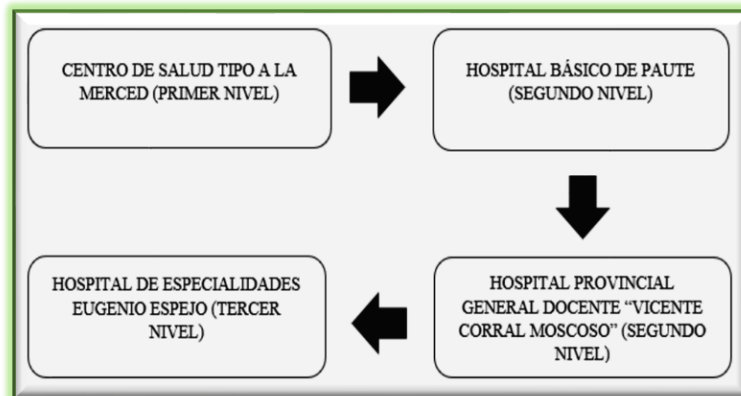 CENTRO DE SALUD TIPO A LA
MERCED (PRIMER NIVEL)
HOSPITAL BÁSICO DE PAUTE
(SEGUNDO NIVEL)
HOSPITAL PROVINCIAL
GENERAL DOCENTE “VICENTE
CORRAL MOSCOSO” (SEGUNDO
NIVEL)
HOSPITAL DE ESPECIALIDADES
EUGENIO ESPEJO (TERCER
NIVEL)